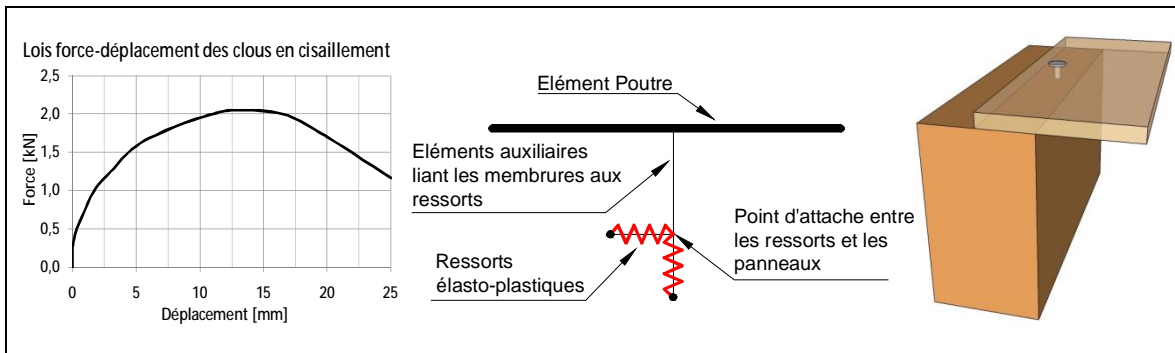 Lois force-déplacement des clous en cisaillement
2,5
2,0
1,5
1,0
0,5
0,0
Force [kN]
0
5
10
15
20
25
Déplacement [mm]
Elément Poutre
Eléments auxiliaires
liant les membrures aux
ressorts
Ressorts
élasto-plastiques
Point d'attache entre
les ressorts et les
panneaux